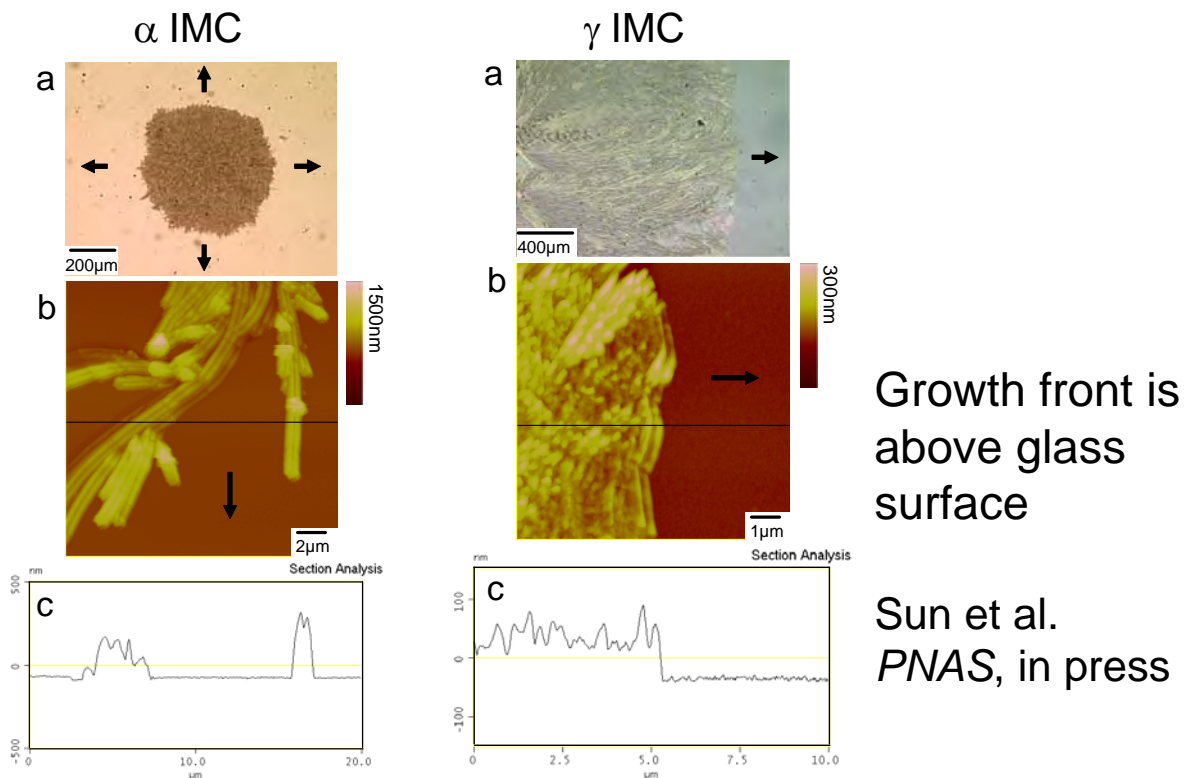 α IMC
a
200µm
b
1500nm
2µm
nm
Section Analysis
c
500
0
-500
0
10.0
20.0
µm
γ IMC
a
400µm
b
300nm
1µm
nm
Section Analysis
c
100
0
-100
0
2.5
5.0
7.5
10.0
µm
Growth front is
above glass
surface
Sun et al.
PNAS, in press